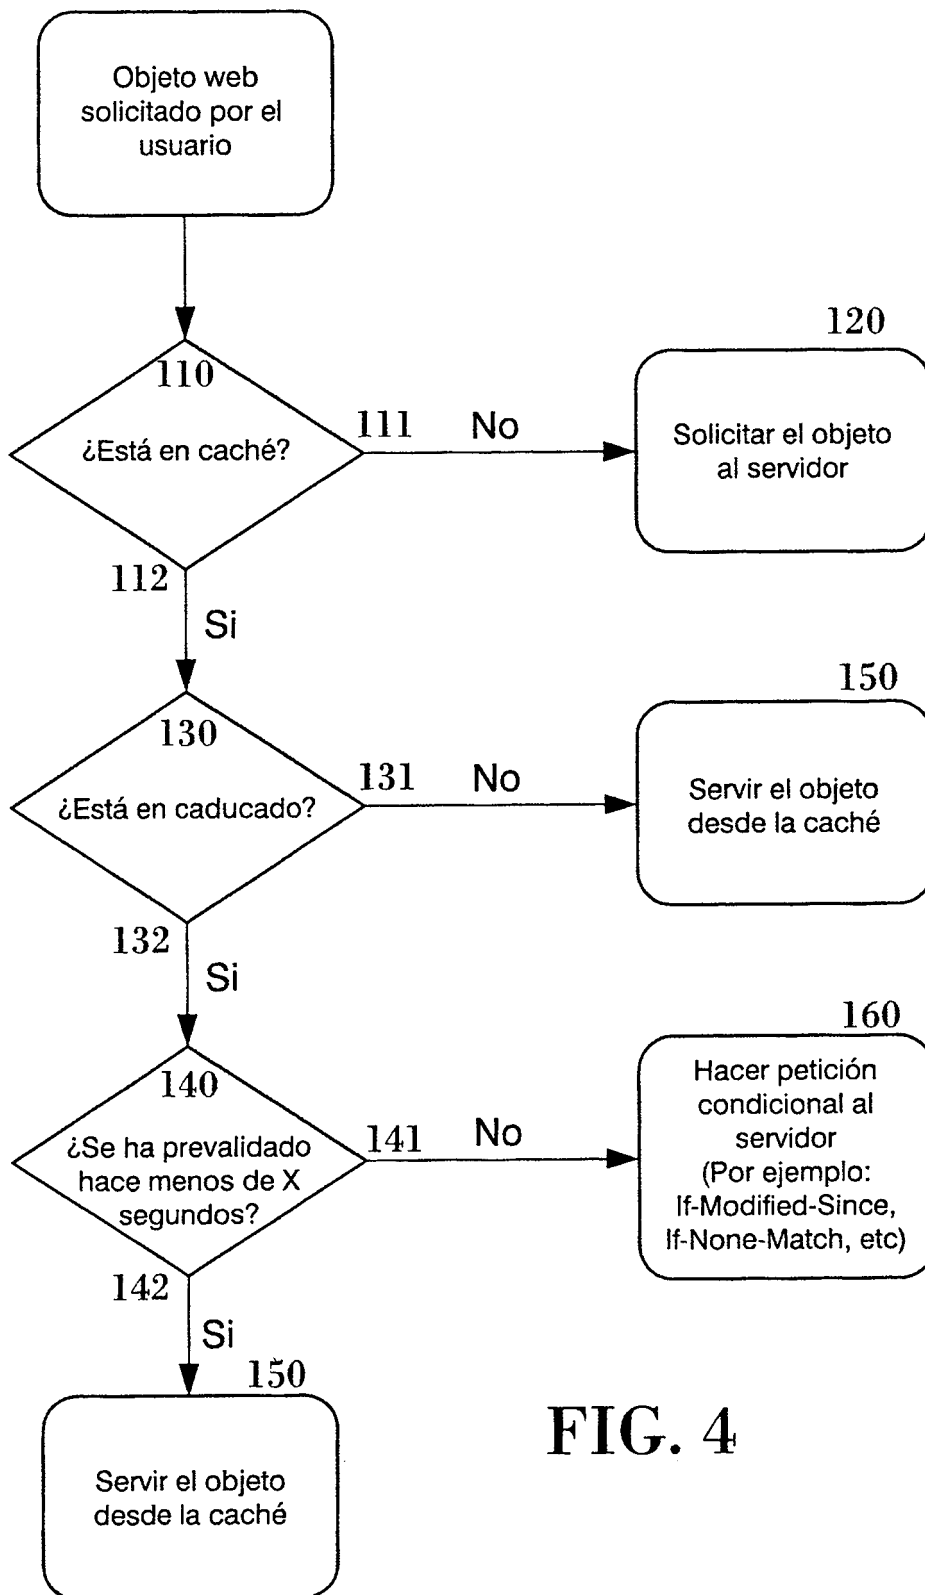 Objeto web
solicitado por el
usuario
110
¿Está en caché?
111
No
120
Solicitar el objeto
al servidor
112
Si
130
¿Está en caducado?
131
No
150
Servir el objeto
desde la caché
132
Si
140
¿Se ha prevalidado
hace menos de X
segundos?
141
No
160
Hacer petición
condicional al
servidor
(Por ejemplo:
If-Modified-Since,
If-None-Match, etc)
142
Si
150
Servir el objeto
desde la caché
FIG. 4